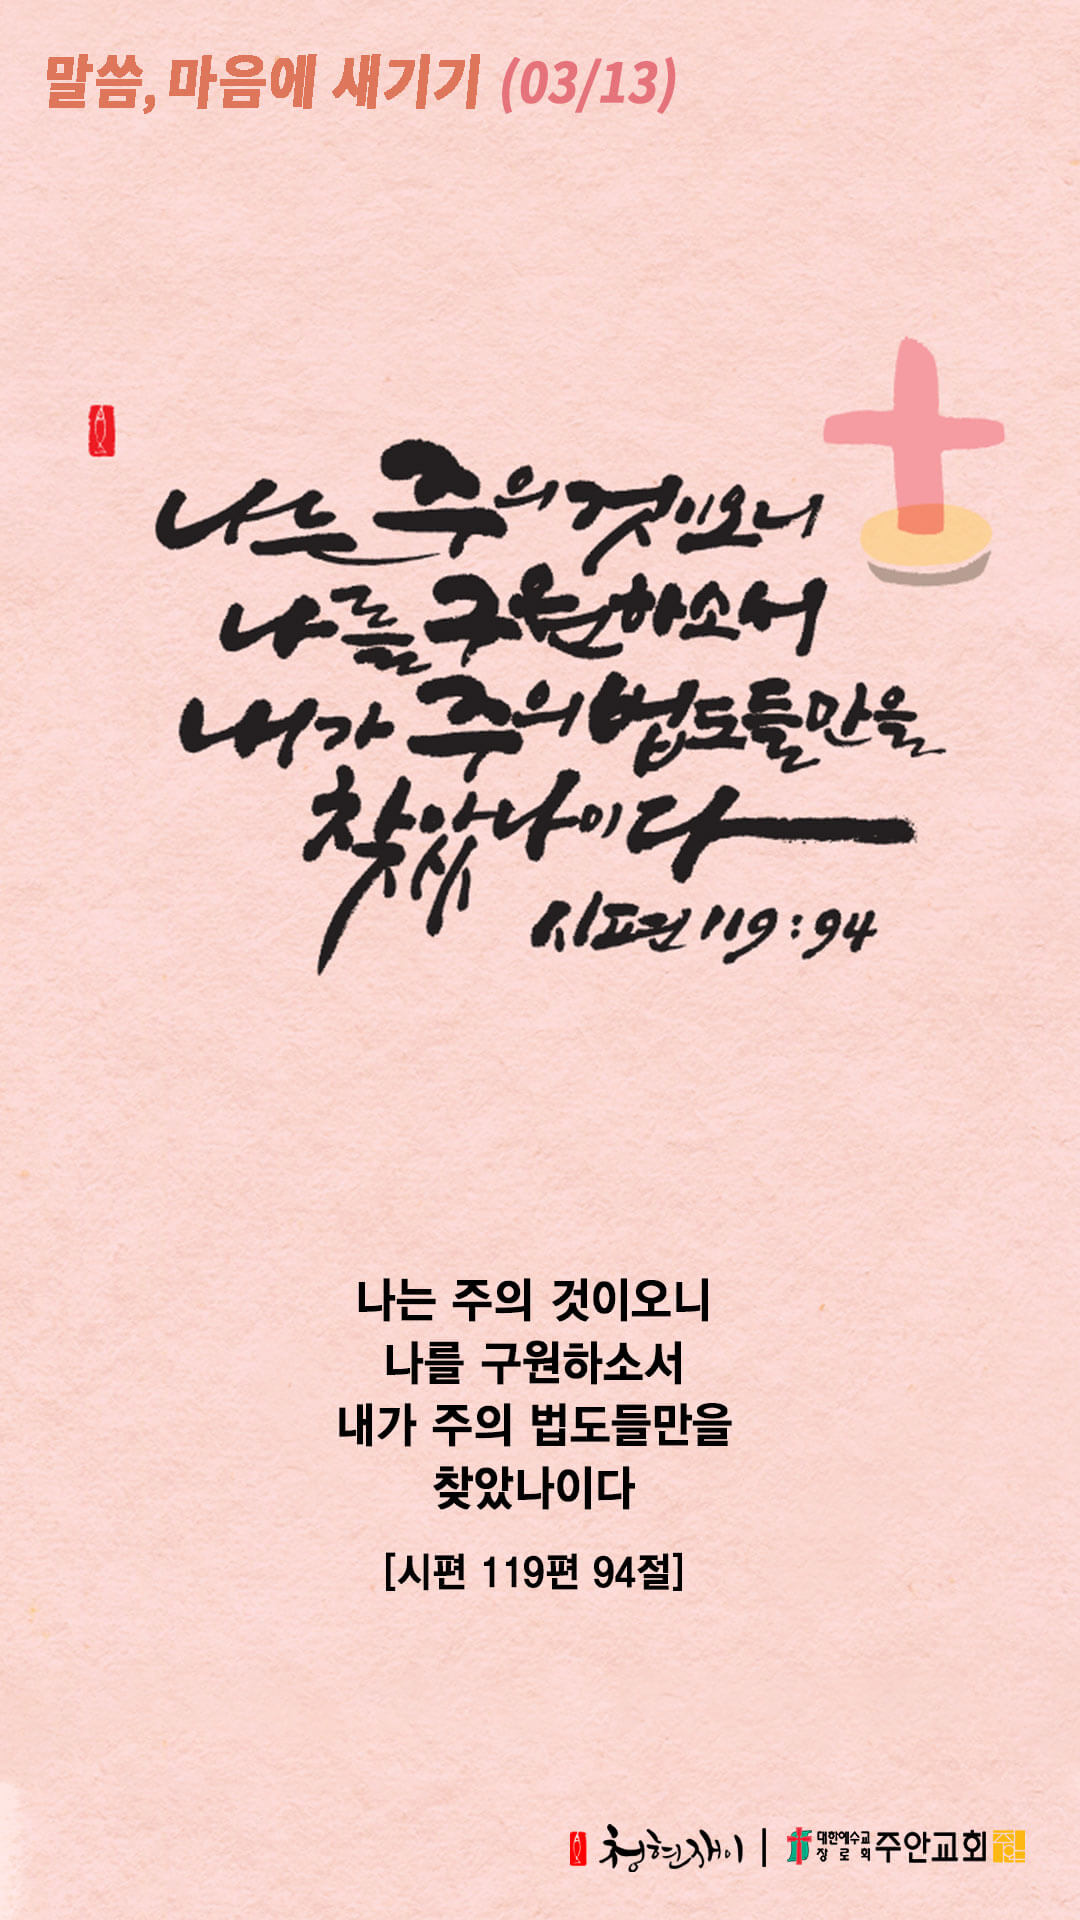 말씀, 마음에 새기기 (03/13)
나는 주의 것이오니
나를 구원하소서
내가 주의 법도들만을
찾았나이다
시편 119:94
나는 주의 것이오니
나를 구원하소서
내가 주의 법도들만을
찾았나이다
[시편 119편 94절]
청현재이 | 대한예수교 장로회 주안교회